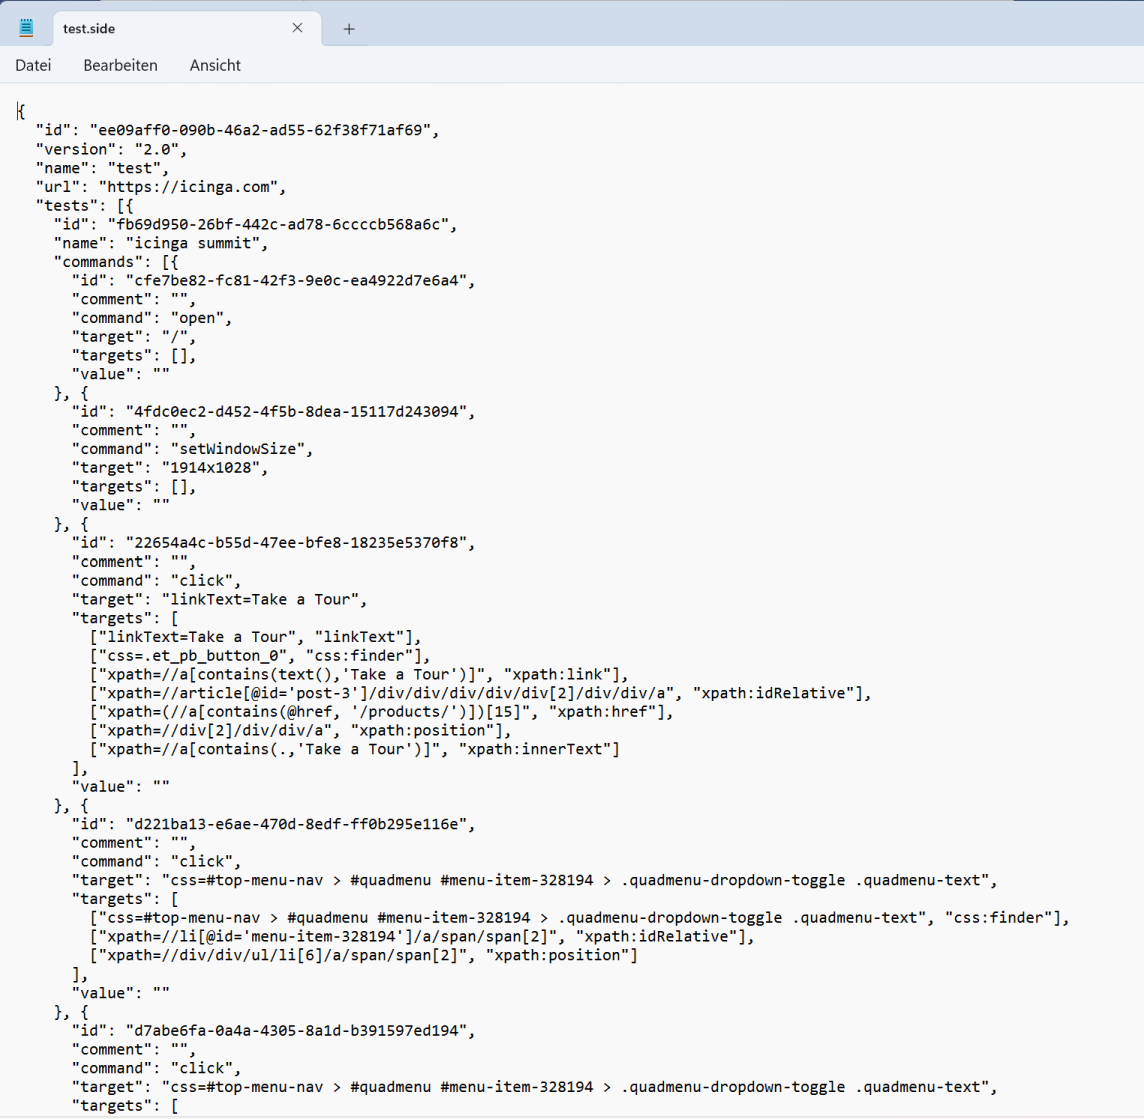 test.side
Datei Bearbeiten Ansicht
{
  "id": "ee09aff0-090b-46a2-ad55-62f38f71af69",
  "version": "2.0",
  "name": "test",
  "url": "https://icinga.com",
  "tests": [{
    "id": "fb69d950-26bf-442c-ad78-6ccccb568a6c",
    "name": "icinga summit",
    "commands": [{
      "id": "cfe7be82-fc81-42f3-9e0c-ea4922d7e6a4",
      "comment": "",
      "command": "open",
      "target": "/",
      "targets": [],
      "value": ""
    }, {
      "id": "4fdc0ec2-d452-4f5b-8dea-15117d243094",
      "comment": "",
      "command": "setWindowSize",
      "target": "1914x1028",
      "targets": [],
      "value": ""
    }, {
      "id": "22654a4c-b55d-47ee-bfe8-18235e5370f8",
      "comment": "",
      "command": "click",
      "target": "linkText=Take a Tour",
      "targets": [
        ["linkText=Take a Tour", "linkText"],
        ["css=.et_pb_button_0", "css:finder"],
        ["xpath=//a[contains(text(),'Take a Tour')]", "xpath:link"],
        ["xpath=//article[@id='post-3']/div/div/div/div/div[2]/div/div/a", "xpath:idRelative"],
        ["xpath=(//a[contains(@href, '/products/')])[15]", "xpath:href"],
        ["xpath=//div[2]/div/div/a", "xpath:position"],
        ["xpath=//a[contains(.,'Take a Tour')]", "xpath:innerText"]
      ],
      "value": ""
    }, {
      "id": "d221ba13-e6ae-470d-8edf-ff0b295e116e",
      "comment": "",
      "command": "click",
      "target": "css=#top-menu-nav > #quadmenu #menu-item-328194 > .quadmenu-dropdown-toggle .quadmenu-text",
      "targets": [
        ["css=#top-menu-nav > #quadmenu #menu-item-328194 > .quadmenu-dropdown-toggle .quadmenu-text", "css:finder"],
        ["xpath=//li[@id='menu-item-328194']/a/span/span[2]", "xpath:idRelative"],
        ["xpath=//div/div/ul/li[6]/a/span/span[2]", "xpath:position"]
      ],
      "value": ""
    }, {
      "id": "d7abe6fa-0a4a-4305-8a1d-b391597ed194",
      "comment": "",
      "command": "click",
      "target": "css=#top-menu-nav > #quadmenu #menu-item-328194 > .quadmenu-dropdown-toggle .quadmenu-text",
      "targets": [